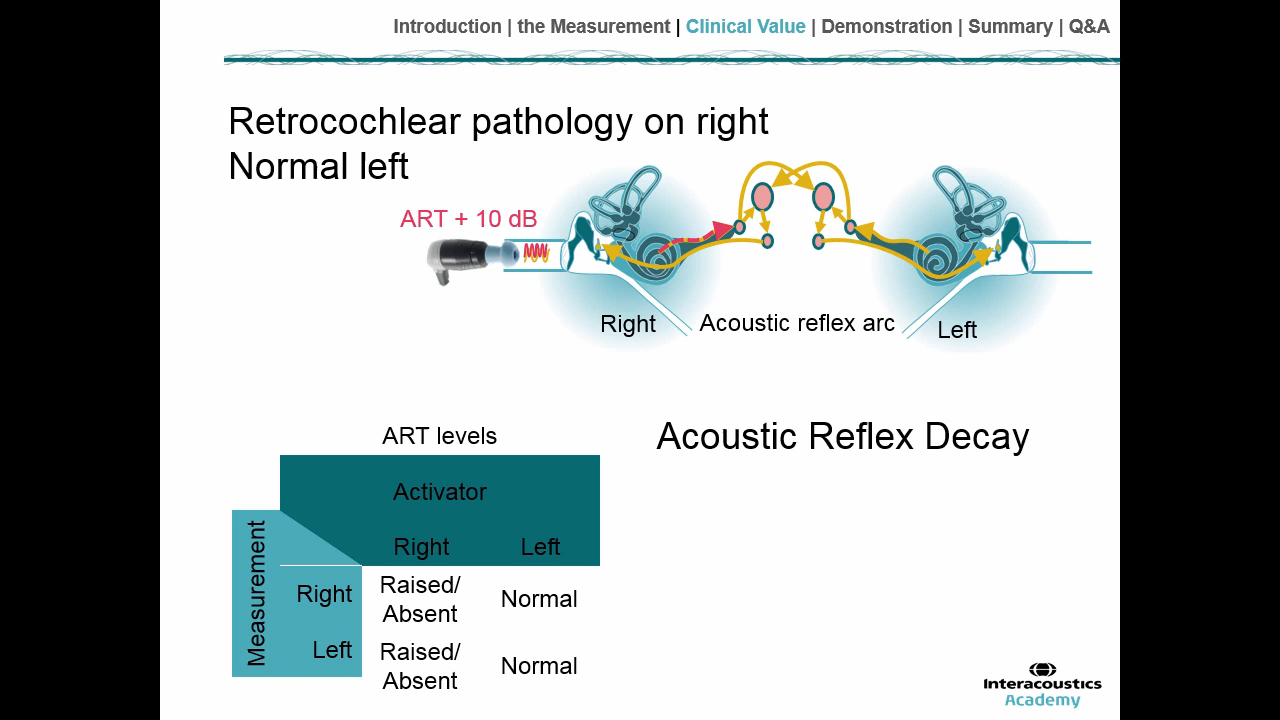 Introduction | the Measurement | Clinical Value | Demonstration | Summary | Q&A
Retrocochlear pathology on right
Normal left
ART + 10 dB
Right
Acoustic reflex arc
Left
ART levels
Acoustic Reflex Decay
Activator
Right Left
Measurement
Right
Raised/
Absent
Normal
Left
Raised/
Absent
Normal
Interacoustics
Academy